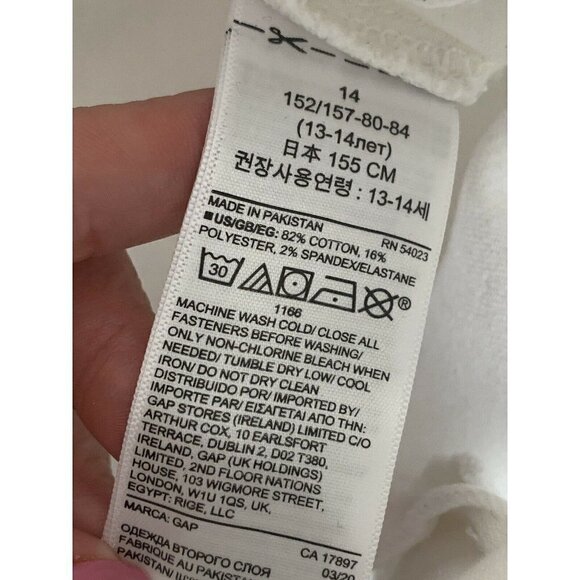 14
152/157-80-84
(13-14лет)
日本 155 CM
권장사용연령 : 13-14세
MADE IN PAKISTAN RN 54023
■ US/GB/EG: 82% COTTON, 16%
POLYESTER, 2% SPANDEX/ELASTANE
30 ®
1166
MACHINE WASH COLD/ CLOSE ALL
FASTENERS BEFORE WASHING/
ONLY NON-CHLORINE BLEACH WHEN
NEEDED/ TUMBLE DRY LOW/ COOL
IRON/ DO NOT DRY CLEAN
DISTRIBUIDO POR/ IMPORTED BY/
IMPORTE PAR/ ΕΙΣΑΓΕΤΑΙ ΑΠΟ ΤΗΝ:
GAP STORES (IRELAND) LIMITED C/O
ARTHUR COX, 10 EARLSFORT
TERRACE, DUBLIN 2, D02 T380,
IRELAND, GAP (UK HOLDINGS)
LIMITED, 2ND FLOOR NATIONS
HOUSE, 103 WIGMORE STREET,
LONDON, W1U 1QS, UK,
EGYPT: RIGE, LLC
MARCA: GAP CA 17897
ОДЕЖДА ВТОРОГО СЛОЯ 03/20
FABRIQUE AU PAKISTAN
PAKISTAN/